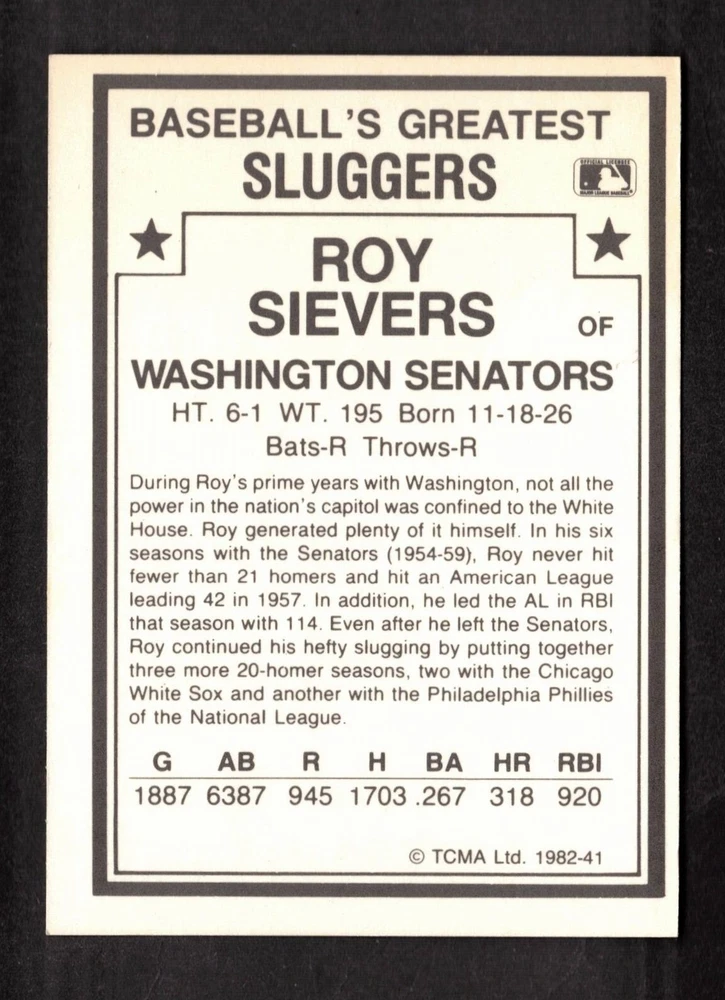 BASEBALL'S GREATEST
SLUGGERS
OFFICIAL LICENSEE
MAJOR LEAGUE BASEBALL
ROY
SIEVERS OF
WASHINGTON SENATORS
HT. 6-1 WT. 195 Born 11-18-26
Bats-R Throws-R
During Roy's prime years with Washington, not all the
power in the nation's capitol was confined to the White
House. Roy generated plenty of it himself. In his six
seasons with the Senators (1954-59), Roy never hit
fewer than 21 homers and hit an American League
leading 42 in 1957. In addition, he led the AL in RBI
that season with 114. Even after he left the Senators,
Roy continued his hefty slugging by putting together
three more 20-homer seasons, two with the Chicago
White Sox and another with the Philadelphia Phillies
of the National League.
G AB R H BA HR RBI
1887 6387 945 1703 .267 318 920
© TCMA Ltd. 1982-41